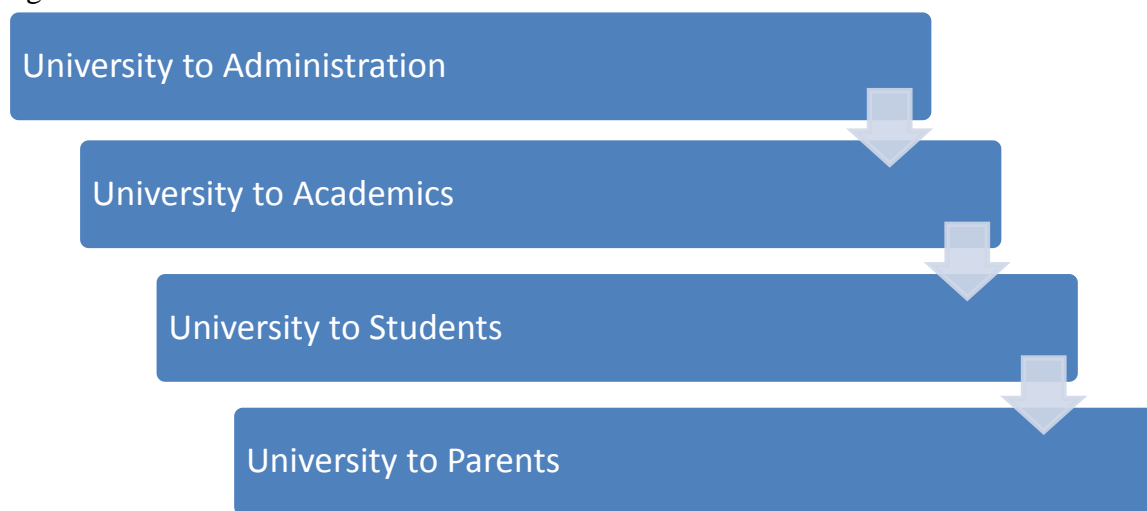 University to Administration
University to Academics
University to Students
University to Parents